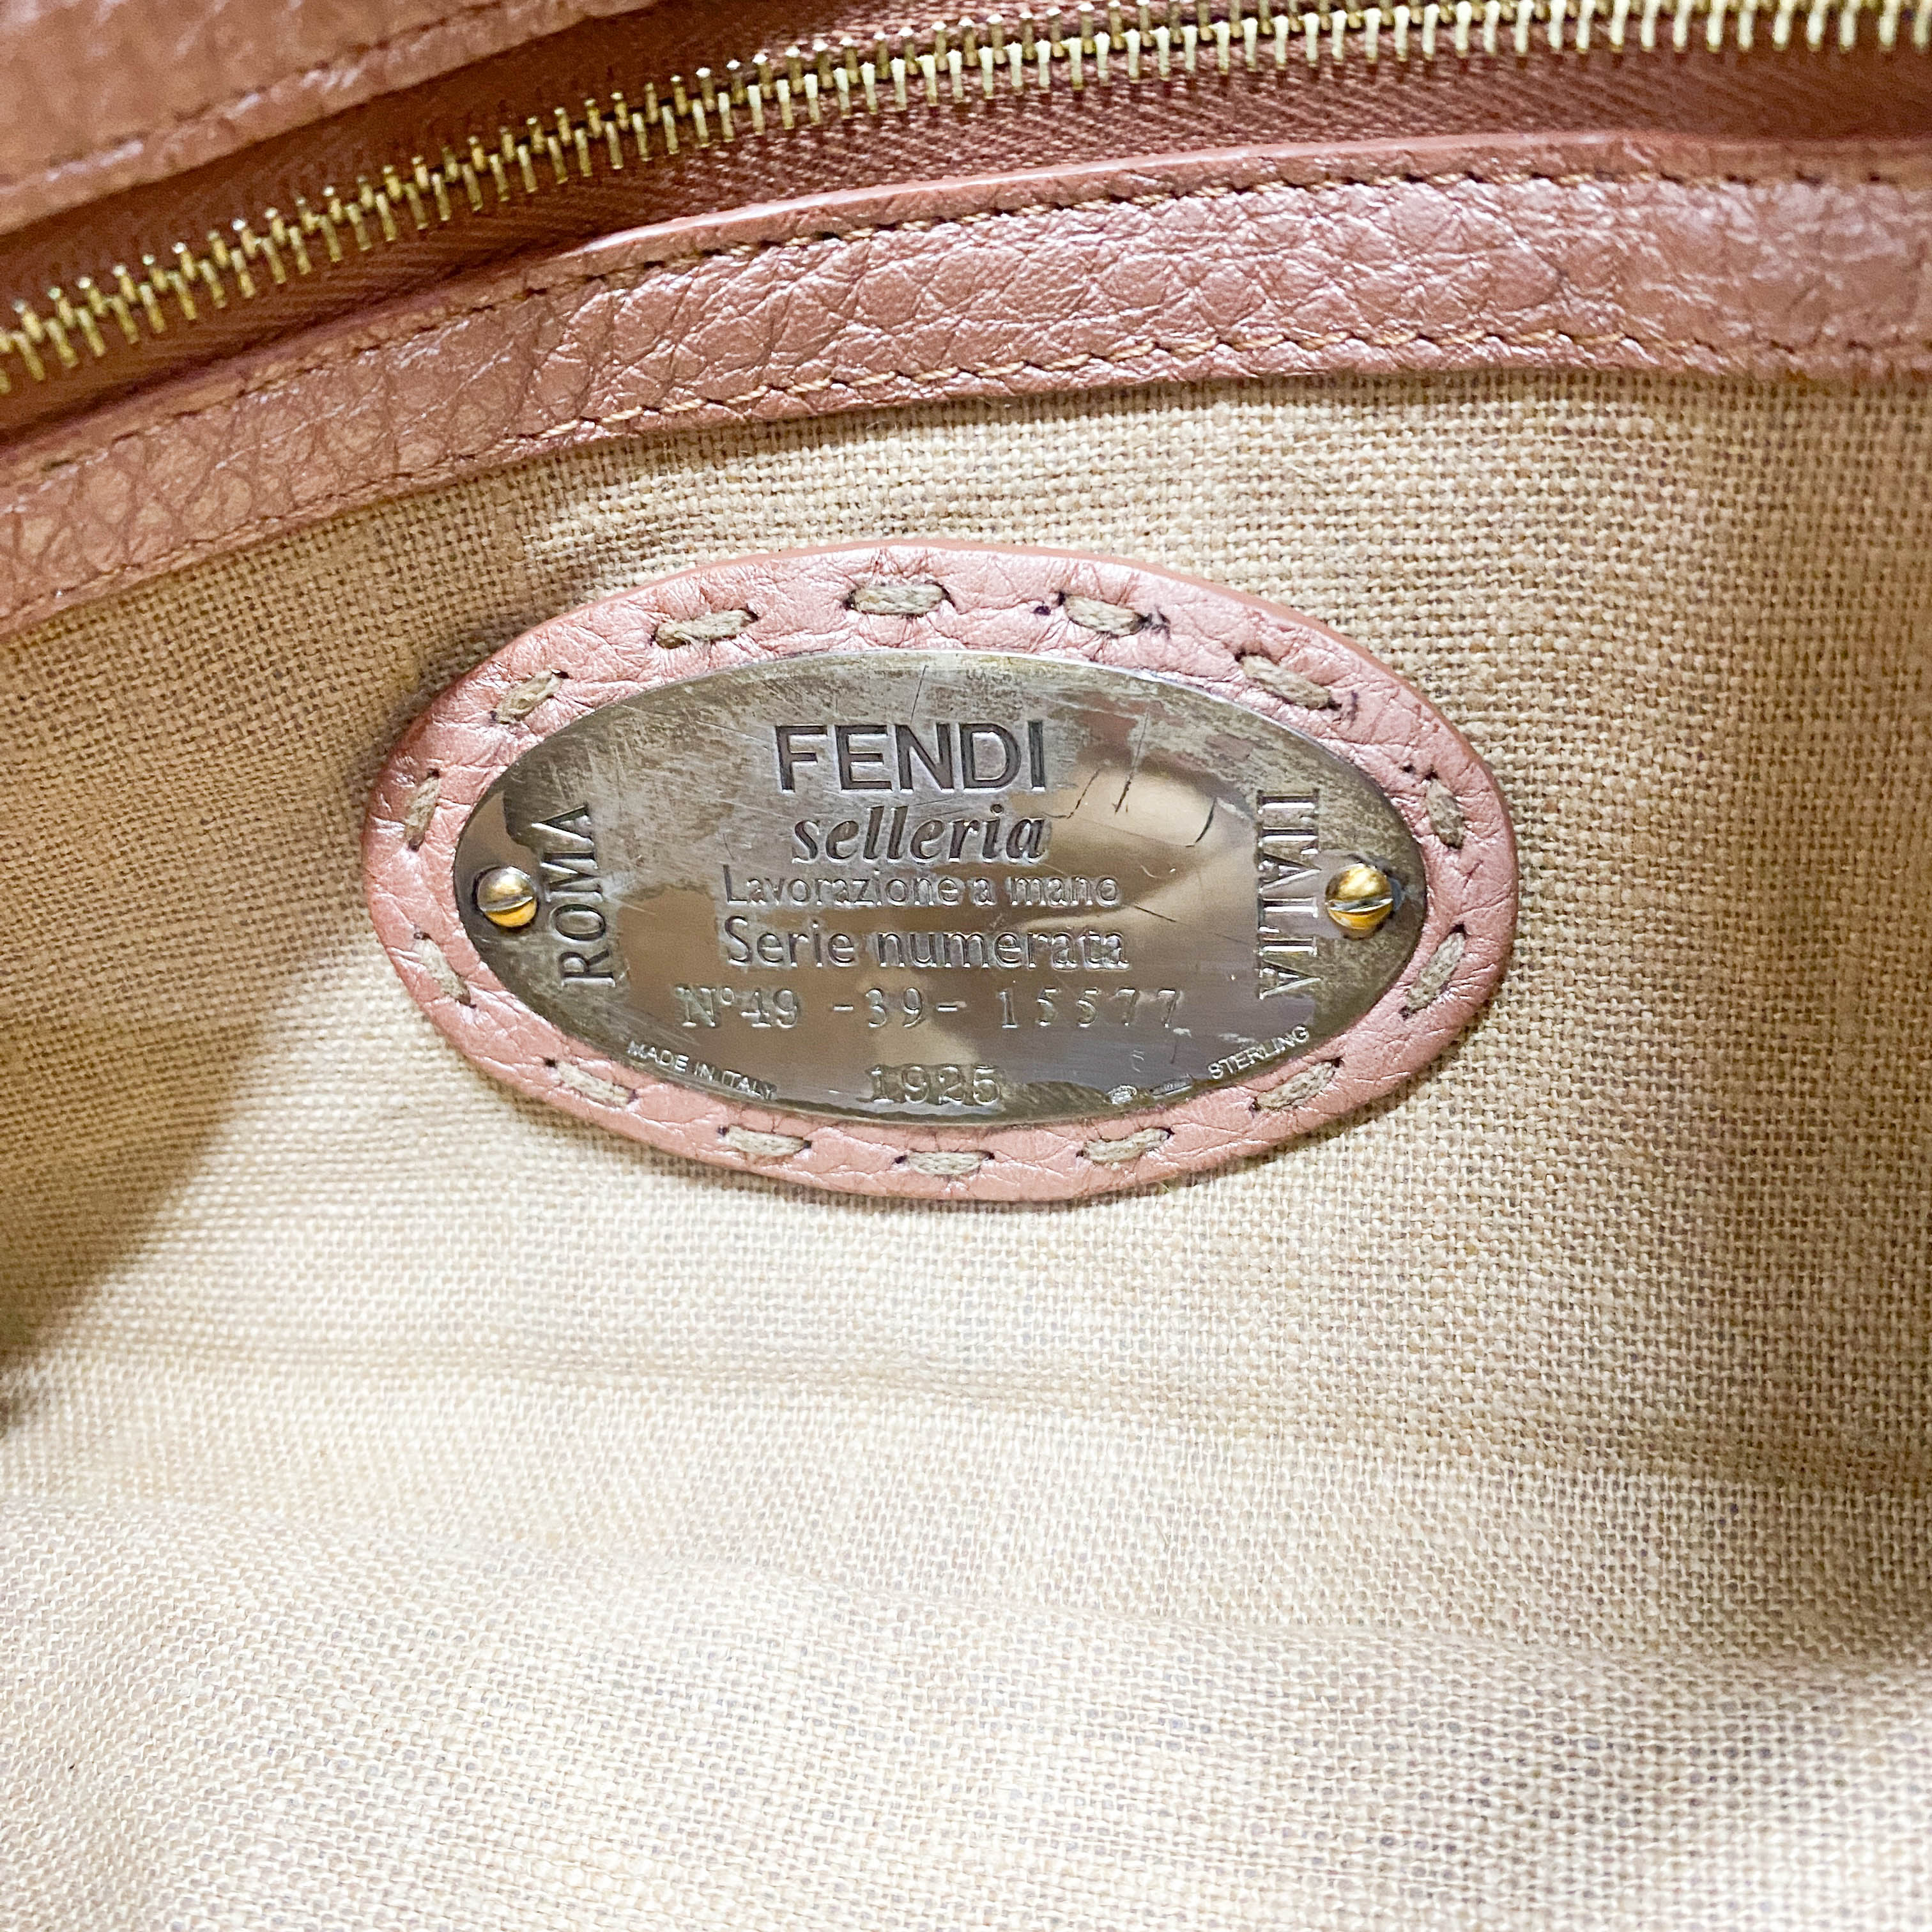 FENDI
selleria
Lavorazione a mano
Serie numerata
N° 49 -39- 15577
1925
ROMA
ITALIA
MADE IN ITALY
STERLING